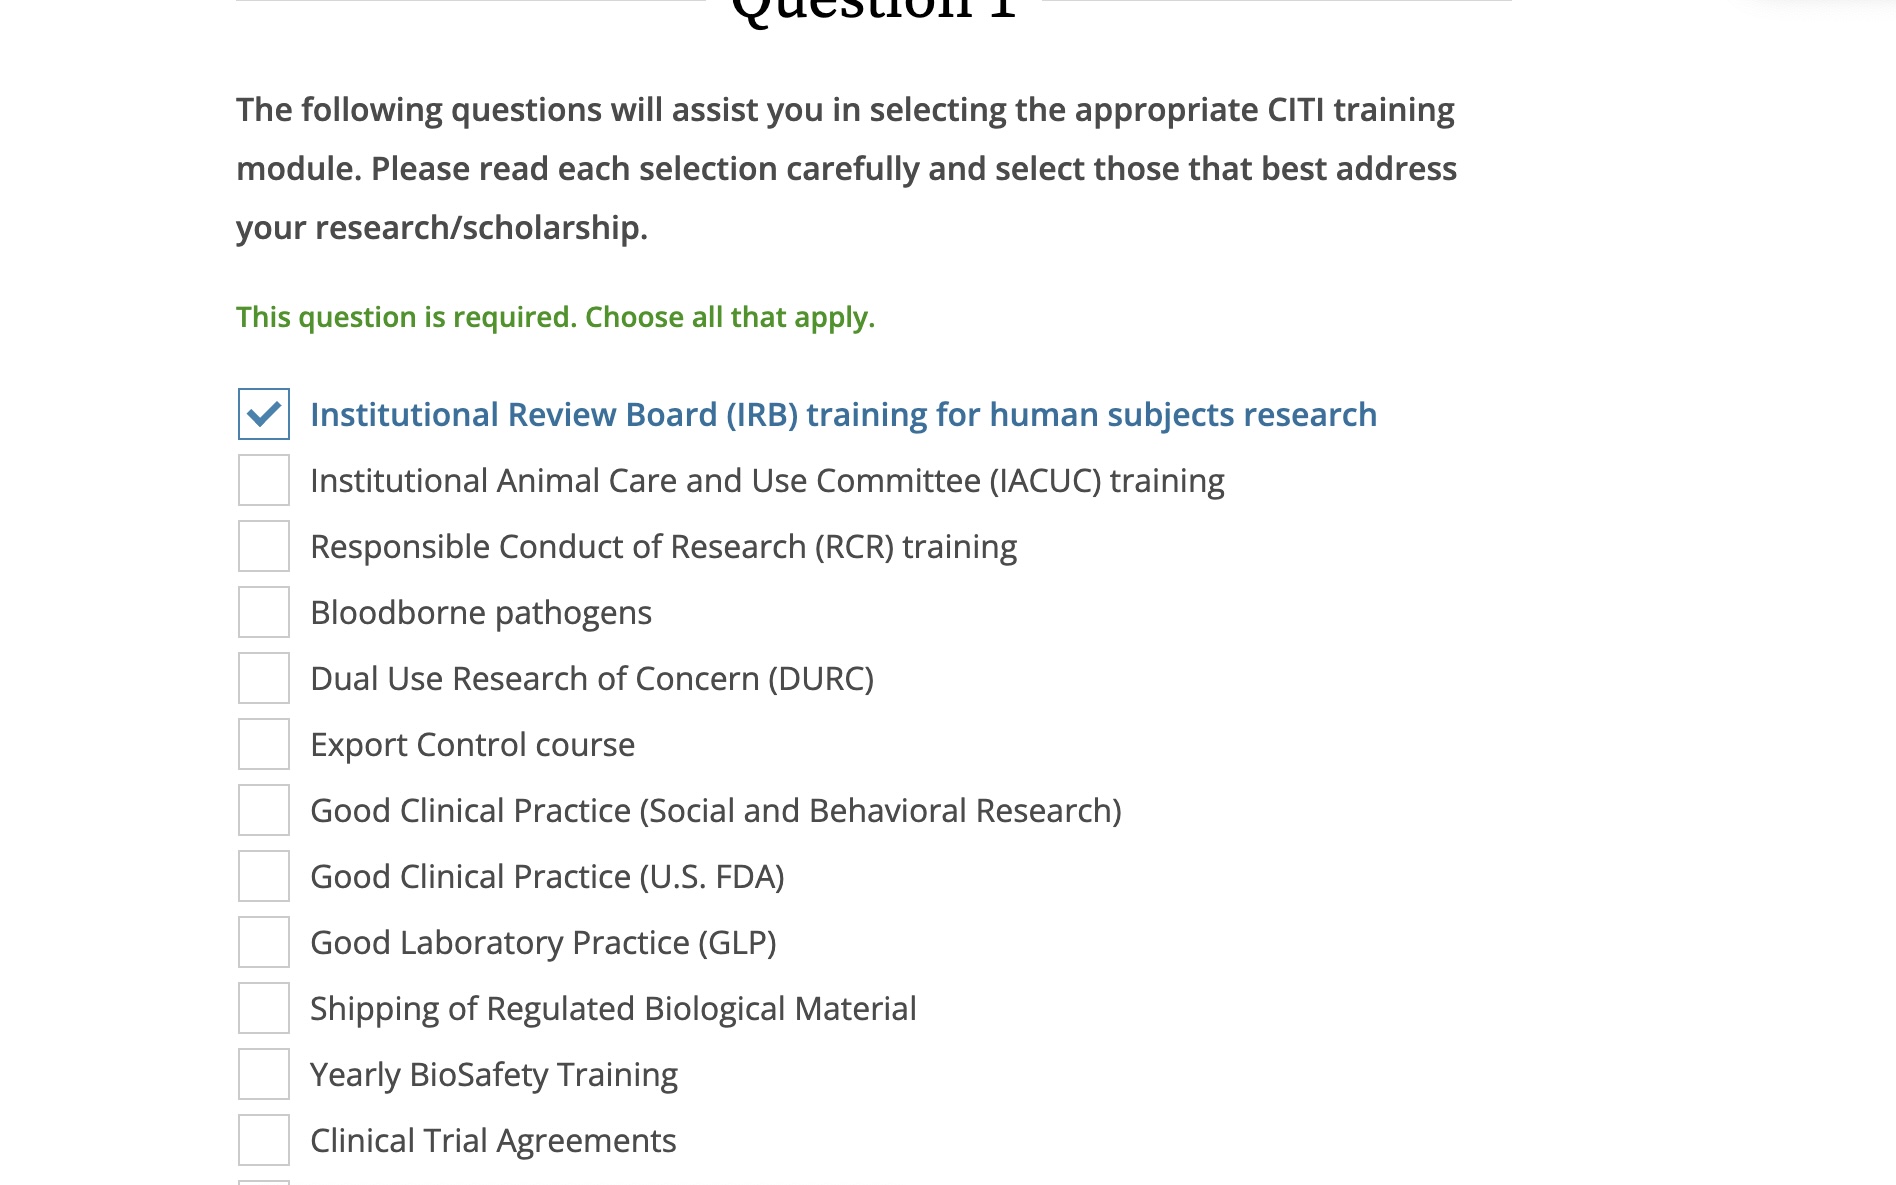 Question 1
The following questions will assist you in selecting the appropriate CITI training
module. Please read each selection carefully and select those that best address
your research/scholarship.
This question is required. Choose all that apply.
Institutional Review Board (IRB) training for human subjects research
Institutional Animal Care and Use Committee (IACUC) training
Responsible Conduct of Research (RCR) training
Bloodborne pathogens
Dual Use Research of Concern (DURC)
Export Control course
Good Clinical Practice (Social and Behavioral Research)
Good Clinical Practice (U.S. FDA)
Good Laboratory Practice (GLP)
Shipping of Regulated Biological Material
Yearly BioSafety Training
Clinical Trial Agreements